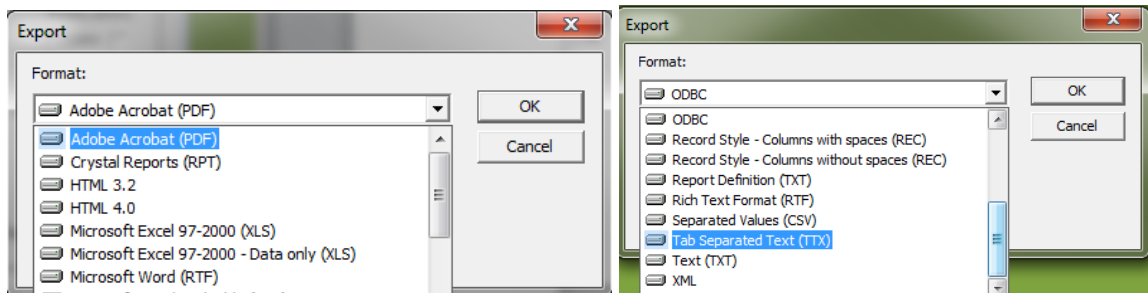 Export
Format:
Adobe Acrobat (PDF)
OK
Cancel
Adobe Acrobat (PDF)
Crystal Reports (RPT)
HTML 3.2
HTML 4.0
Microsoft Excel 97-2000 (XLS)
Microsoft Excel 97-2000 - Data only (XLS)
Microsoft Word (RTF)
Export
Format:
ODBC
OK
Cancel
ODBC
Record Style - Columns with spaces (REC)
Record Style - Columns without spaces (REC)
Report Definition (TXT)
Rich Text Format (RTF)
Separated Values (CSV)
Tab Separated Text (TTX)
Text (TXT)
XML